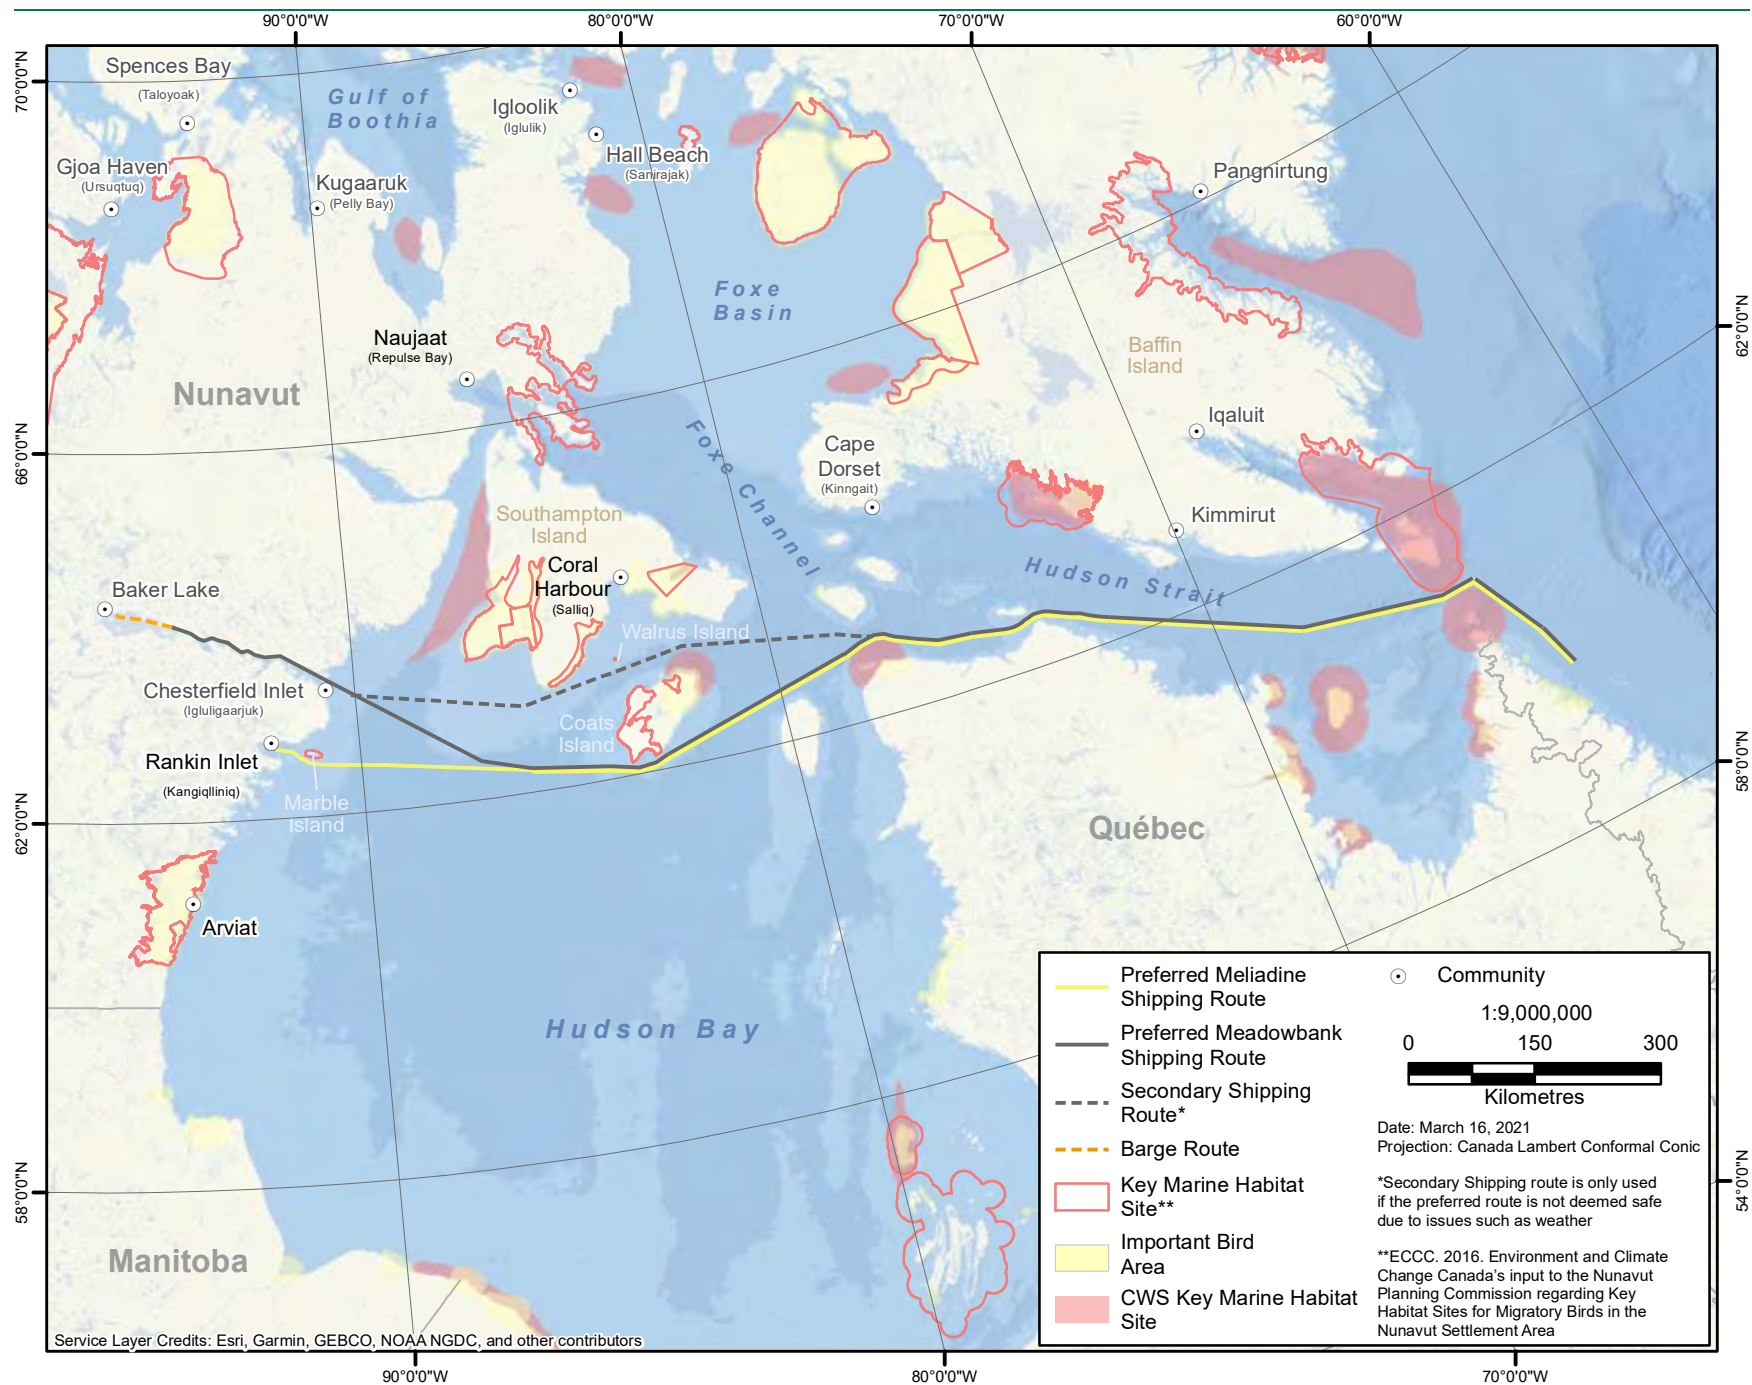 90°0'0"W
80°0'0"W
70°0'0"W
60°0'0"W
70°0'0"N
66°0'0"N
62°0'0"N
58°0'0"N
62°0'0"N
58°0'0"N
54°0'0"N
90°0'0"W
80°0'0"W
70°0'0"W
Spences Bay
(Taloyoak)
Gulf of
Boothia
Igloolik
(Iglulik)
Hall Beach
(Sanirajak)
Gjoa Haven
(Ursuqtuq)
Kugaaruk
(Pelly Bay)
Pangnirtung
Foxe
Basin
Naujaat
(Repulse Bay)
Nunavut
Baffin
Island
Iqaluit
Cape
Dorset
(Kinngait)
Foxe Channel
Southampton
Island
Kimmirut
Coral
Harbour
(Salliq)
Hudson Strait
Baker Lake
Walrus Island
Chesterfield Inlet
(Igluligaarjuk)
Coats
Island
Rankin Inlet
(Kangiqlliniq)
Marble
Island
Québec
Arviat
Hudson Bay
Manitoba
Service Layer Credits: Esri, Garmin, GEBCO, NOAA NGDC, and other contributors
Preferred Meliadine
Shipping Route
Preferred Meadowbank
Shipping Route
Secondary Shipping
Route*
Barge Route
Key Marine Habitat
Site**
Important Bird
Area
CWS Key Marine Habitat
Site
Community
1:9,000,000
0 150 300
Kilometres
Date: March 16, 2021
Projection: Canada Lambert Conformal Conic
*Secondary Shipping route is only used
if the preferred route is not deemed safe
due to issues such as weather
**ECCC. 2016. Environment and Climate
Change Canada's input to the Nunavut
Planning Commission regarding Key
Habitat Sites for Migratory Birds in the
Nunavut Settlement Area